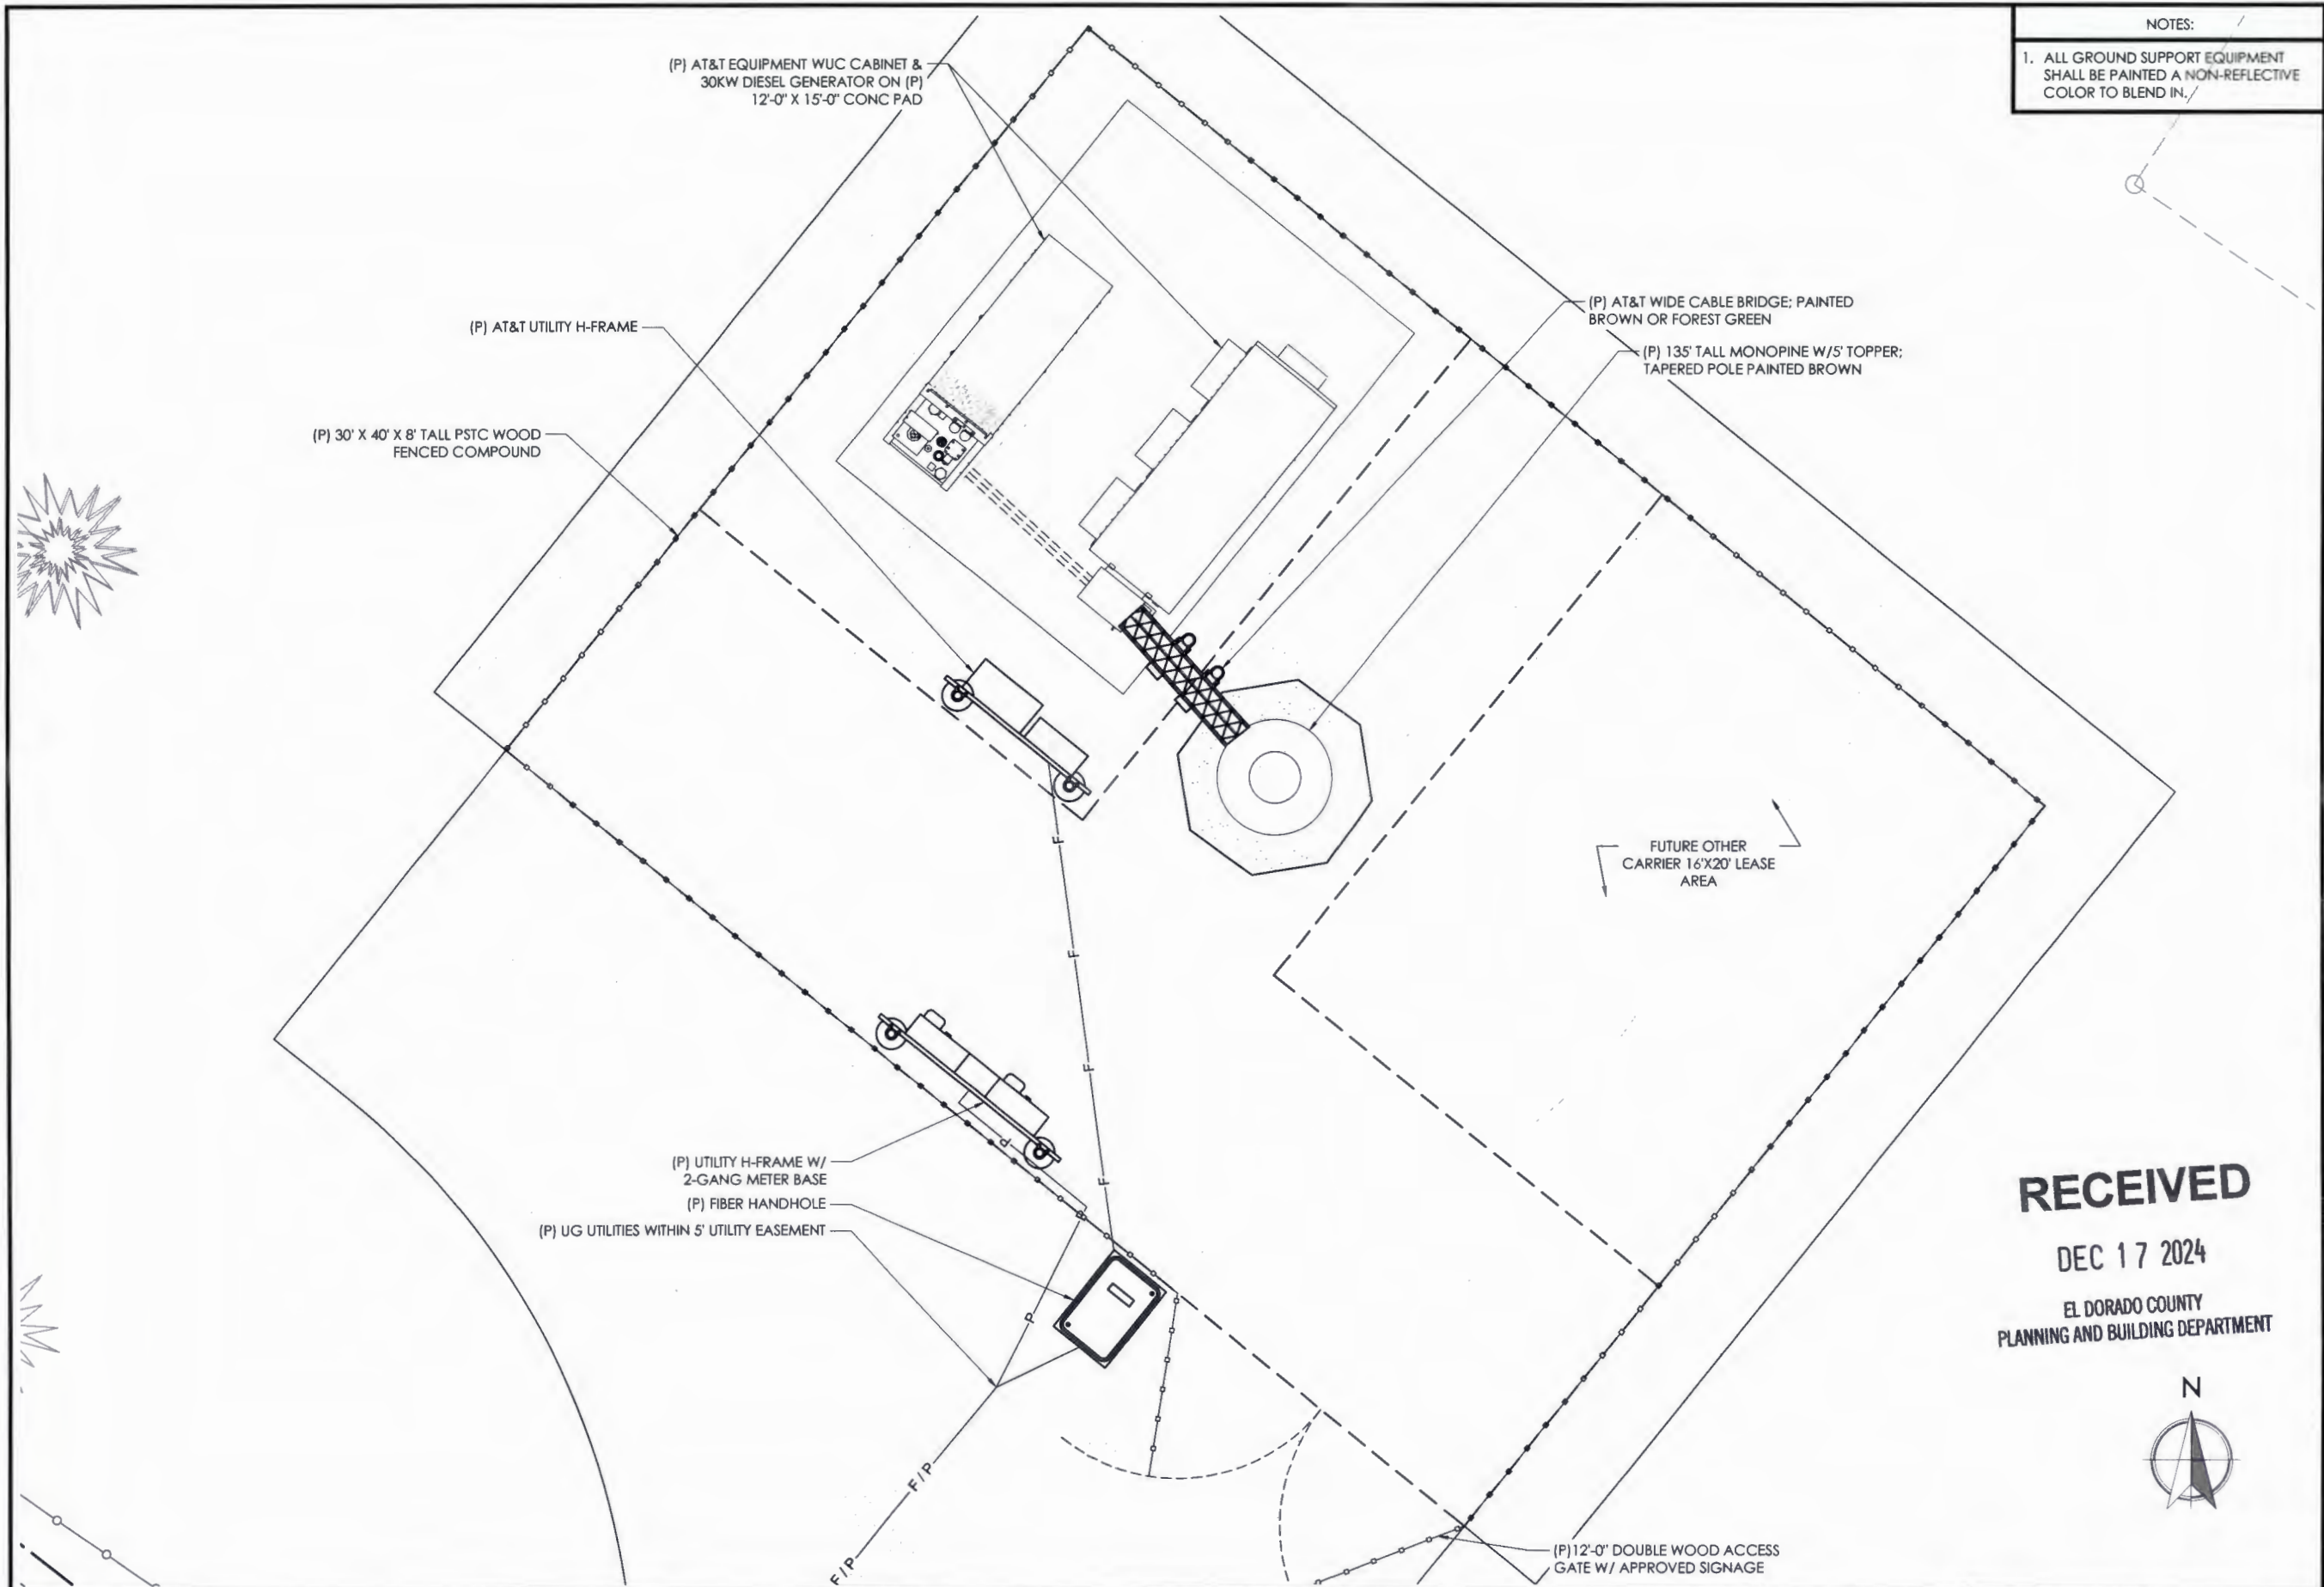 NOTES:
1. ALL GROUND SUPPORT EQUIPMENT
SHALL BE PAINTED A NON-REFLECTIVE
COLOR TO BLEND IN.
(P) AT&T EQUIPMENT WUC CABINET &
30KW DIESEL GENERATOR ON (P)
12'-0" X 15'-0" CONC PAD
(P) AT&T WIDE CABLE BRIDGE; PAINTED
BROWN OR FOREST GREEN
(P) AT&T UTILITY H-FRAME
(P) 135' TALL MONOPINE W/5' TOPPER;
TAPERED POLE PAINTED BROWN
(P) 30' X 40' X 8' TALL PSTC WOOD
FENCED COMPOUND
F
FUTURE OTHER
CARRIER 16'X20' LEASE
AREA
F
F
P
(P) UTILITY H-FRAME W/
2-GANG METER BASE
F
(P) FIBER HANDHOLE
(P) UG UTILITIES WITHIN 5' UTILITY EASEMENT
P
RECEIVED
DEC 17 2024
EL DORADO COUNTY
PLANNING AND BUILDING DEPARTMENT
N
F/P
F/P
(P)12'-0" DOUBLE WOOD ACCESS
GATE W/ APPROVED SIGNAGE